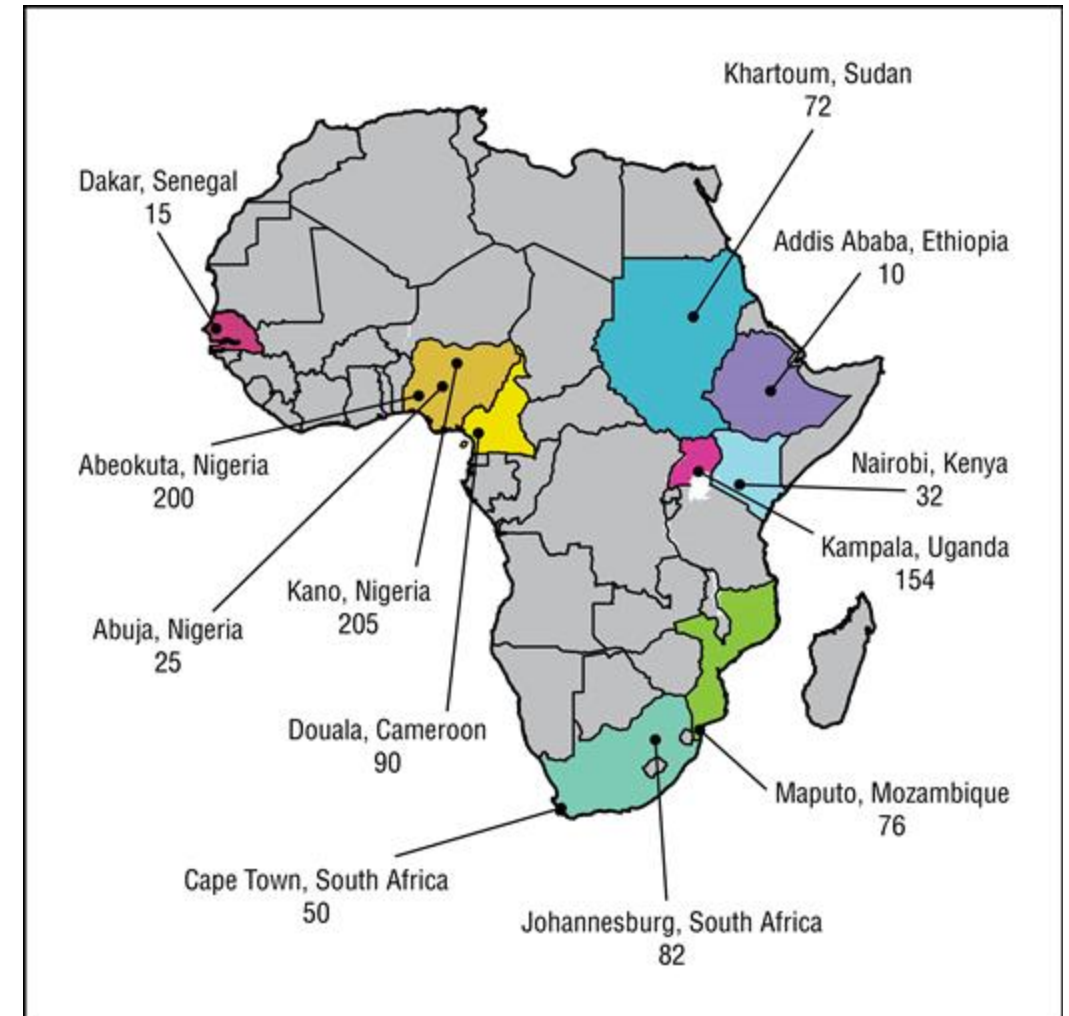 Khartoum, Sudan
72
Dakar, Senegal
15
Addis Ababa, Ethiopia
10
Abeokuta, Nigeria
200
Nairobi, Kenya
32
Kampala, Uganda
154
Kano, Nigeria
205
Abuja, Nigeria
25
Douala, Cameroon
90
Maputo, Mozambique
76
Cape Town, South Africa
50
Johannesburg, South Africa
82